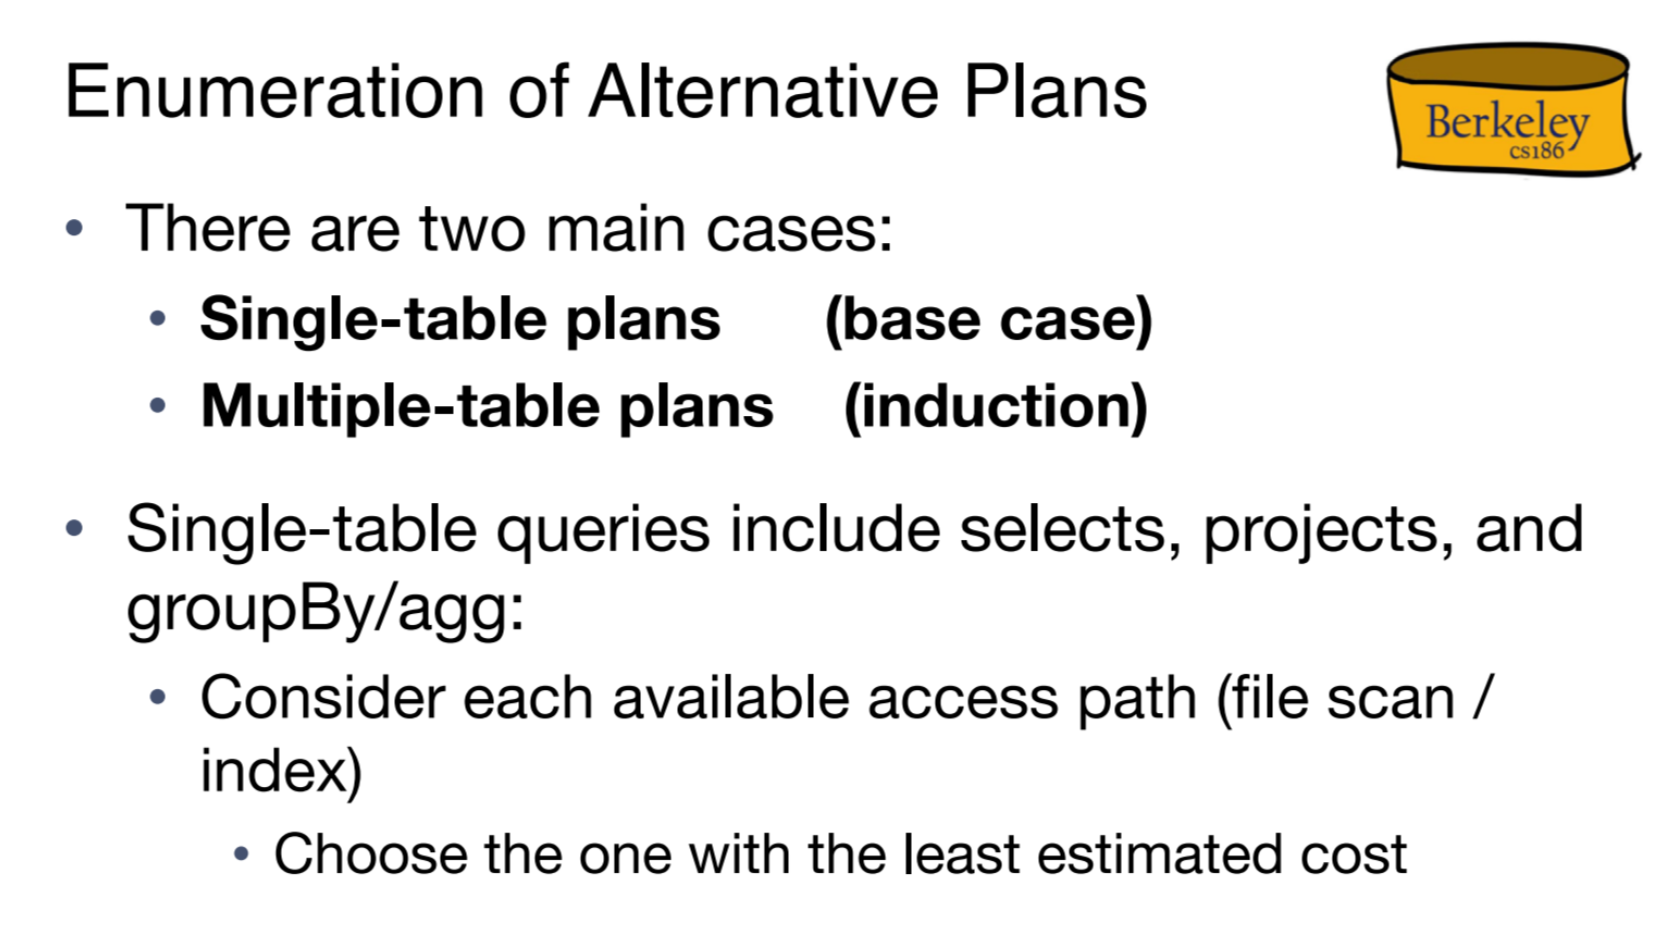 Enumeration of Alternative Plans
Berkeley
cs186
• There are two main cases:
• Single-table plans (base case)
• Multiple-table plans (induction)
• Single-table queries include selects, projects, and
groupBy/agg:
• Consider each available access path (file scan /
index)
• Choose the one with the least estimated cost